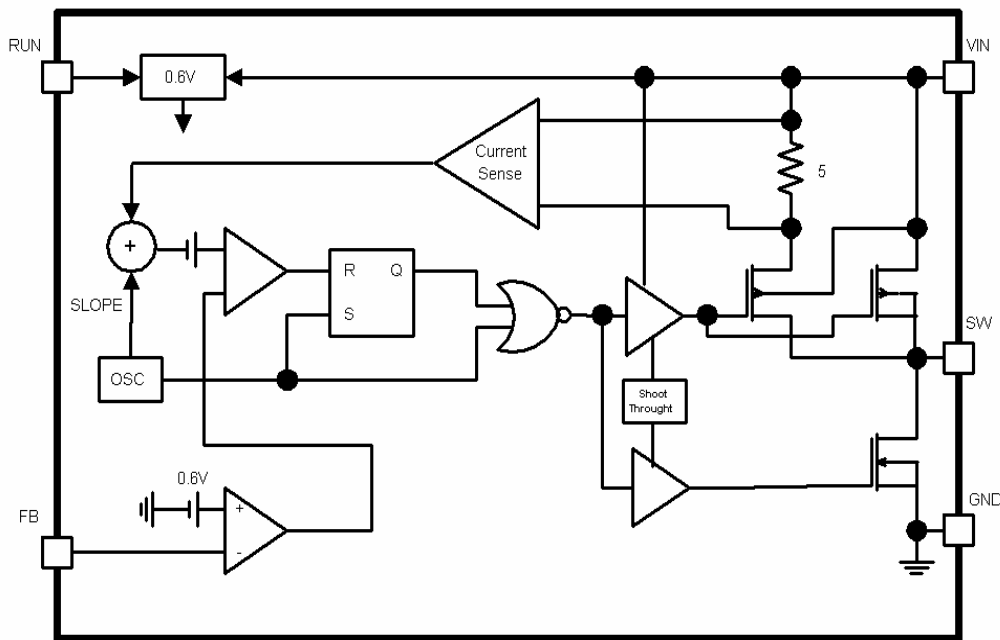 RUN
VIN
0.6V
Current
Sense
5
+
R Q
SLOPE
S
SW
OSC
Shoot
Throught
0.6V
GND
FB
+
-